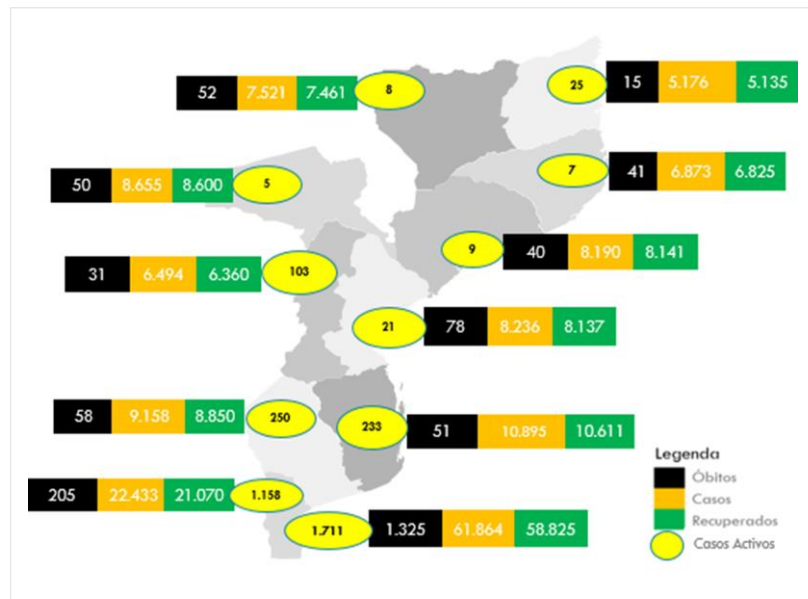 52 7.521 7.461 8
25 15 5.176 5.135
50 8.655 8.600 5
7 41 6.873 6.825
31 6.494 6.360 103
9 40 8.190 8.141
21 78 8.236 8.137
58 9.158 8.850 250
233 51 10.895 10.611
205 22.433 21.070 1.158
1.711 1.325 61.864 58.825
Legenda
Óbitos
Casos
Recuperados
Casos Activos